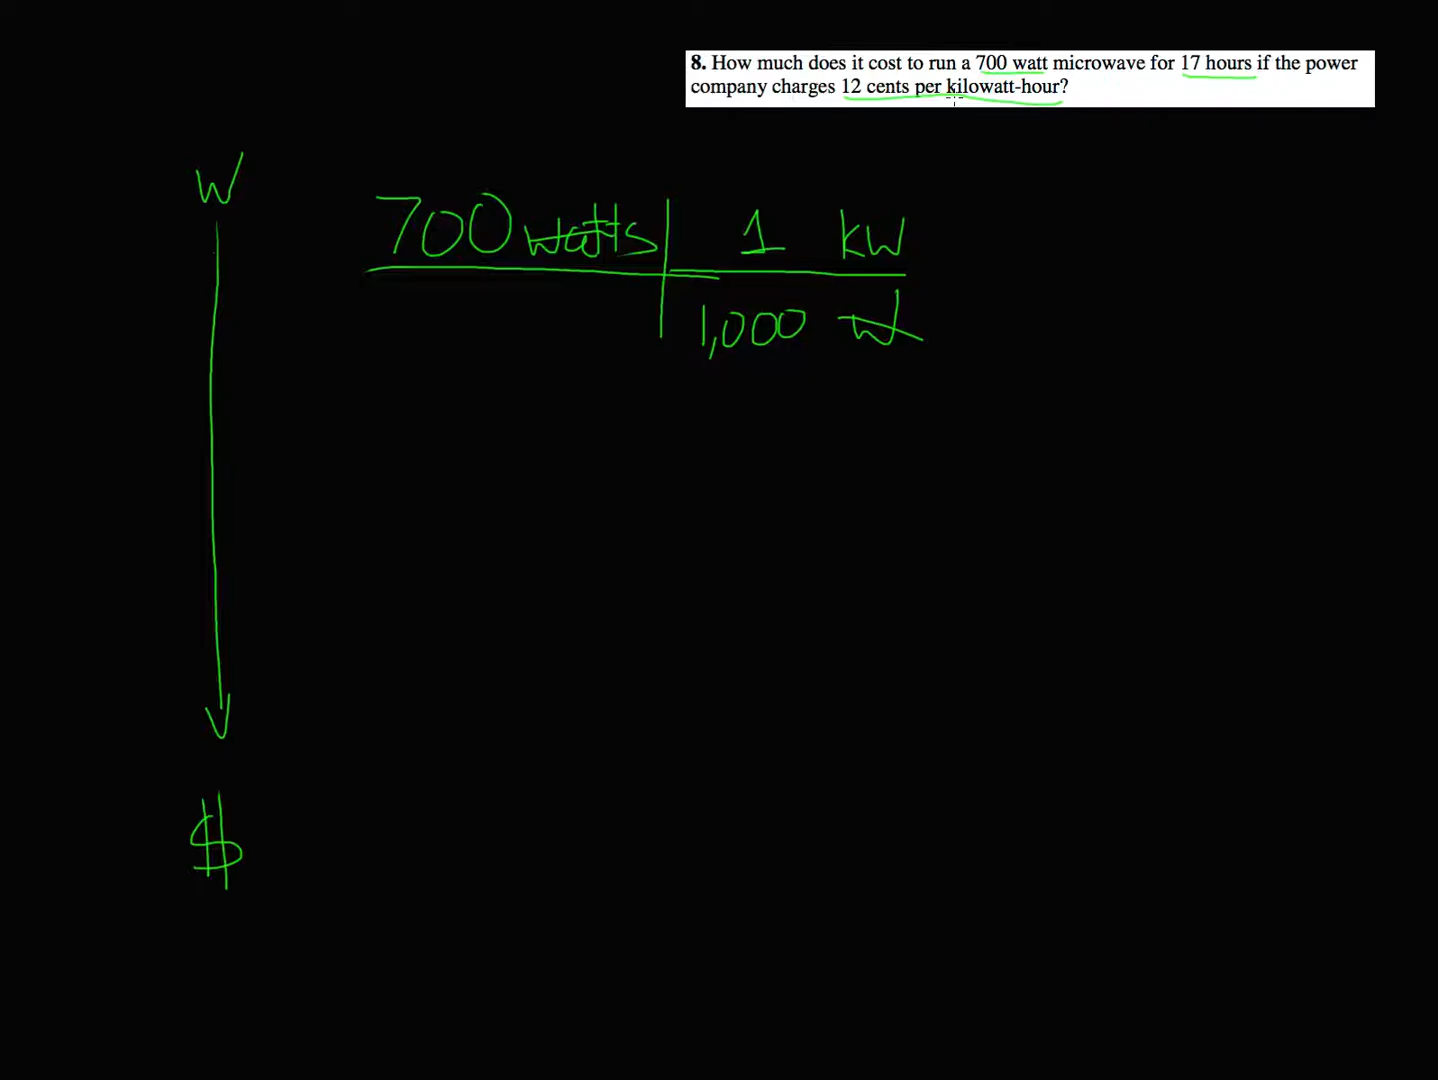 8. How much does it cost to run a 700 watt microwave for 17 hours if the power
company charges 12 cents per kilowatt-hour?
W
700 watts 1 kW
1,000 W
$